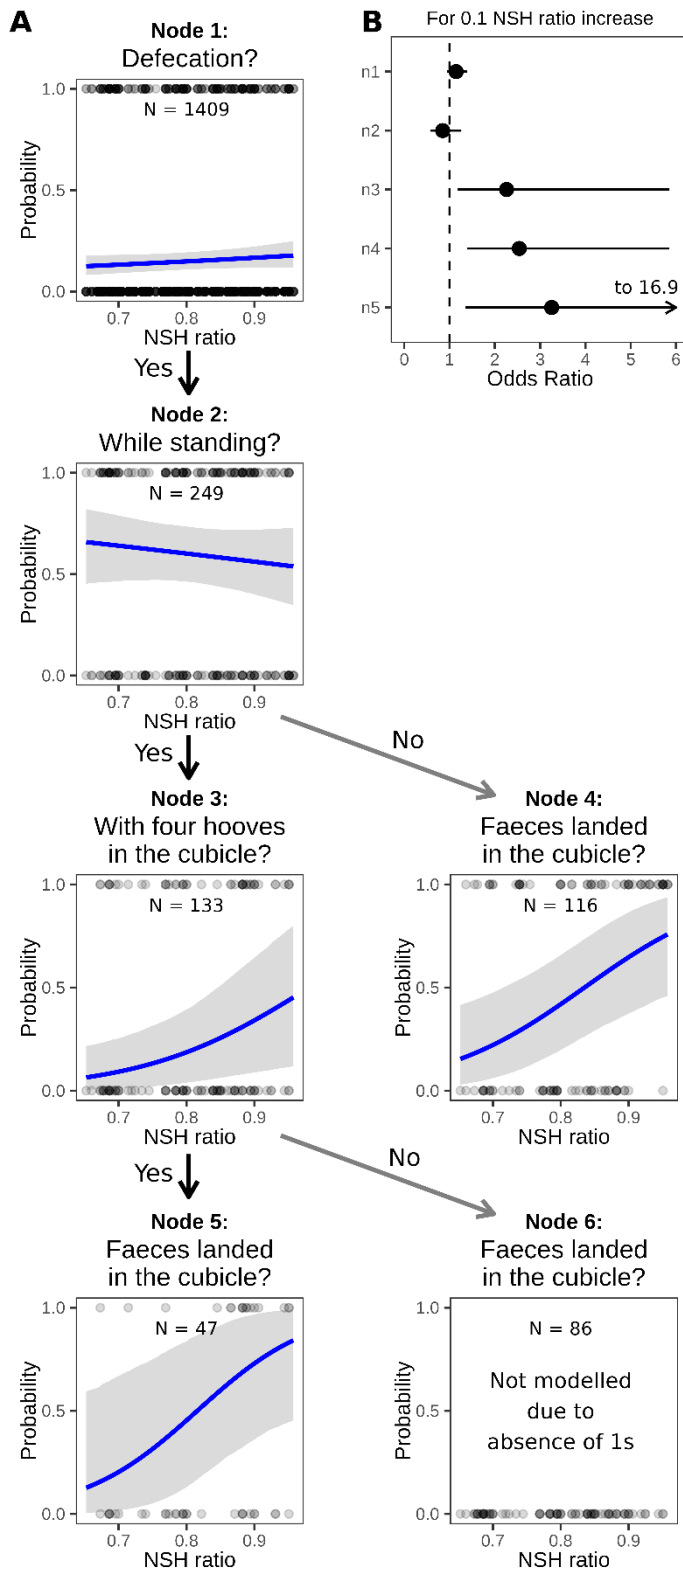 A
Node 1:
Defecation?
1.0
N = 1409
Probability
0.5
0.0
0.7 0.8 0.9
NSH ratio
B
For 0.1 NSH ratio increase
n1
n2
n3
n4
n5
to 16.9
0 1 2 3 4 5 6
Odds Ratio
Yes
Node 2:
While standing?
1.0
N = 249
Probability
0.5
0.0
0.7 0.8 0.9
NSH ratio
Yes
No
Node 3:
With four hooves
in the cubicle?
1.0
N = 133
Probability
0.5
0.0
0.7 0.8 0.9
NSH ratio
Node 4:
Faeces landed
in the cubicle?
1.0
N = 116
Probability
0.5
0.0
0.7 0.8 0.9
NSH ratio
Yes
No
Node 5:
Faeces landed
in the cubicle?
1.0
N = 47
Probability
0.5
0.0
0.7 0.8 0.9
NSH ratio
Node 6:
Faeces landed
in the cubicle?
1.0
N = 86
Not modelled
due to
absence of 1s
Probability
0.5
0.0
0.7 0.8 0.9
NSH ratio